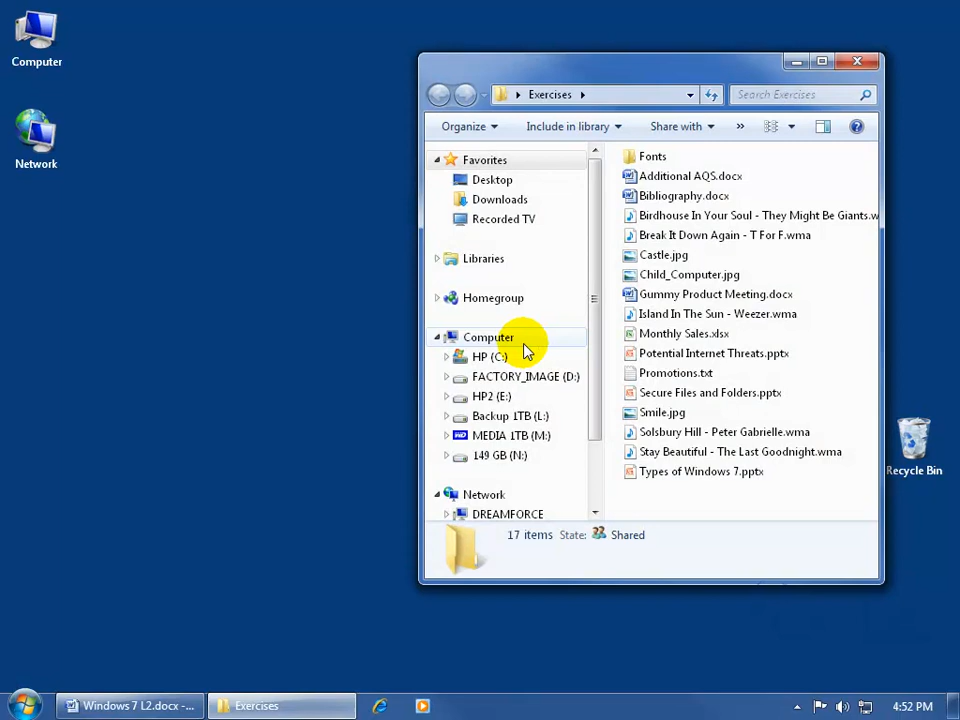 Computer
Network
Exercises
Search Exercises
Organize
Include in library
Share with
»
Favorites
Desktop
Downloads
Recorded TV
Libraries
Homegroup
Computer
HP (C:)
FACTORY_IMAGE (D:)
HP2 (E:)
Backup 1TB (L:)
MEDIA 1TB (M:)
149 GB (N:)
Network
DREAMFORCE
Fonts
Additional AQS.docx
Bibliography.docx
Birdhouse In Your Soul - They Might Be Giants.w
Break It Down Again - T For F.wma
Castle.jpg
Child_Computer.jpg
Gummy Product Meeting.docx
Island In The Sun - Weezer.wma
Monthly Sales.xlsx
Potential Internet Threats.pptx
Promotions.txt
Secure Files and Folders.pptx
Smile.jpg
Solsbury Hill - Peter Gabrielle.wma
Stay Beautiful - The Last Goodnight.wma
Types of Windows 7.pptx
17 items State: Shared
Recycle Bin
Windows 7 L2.docx -...
Exercises
4:52 PM